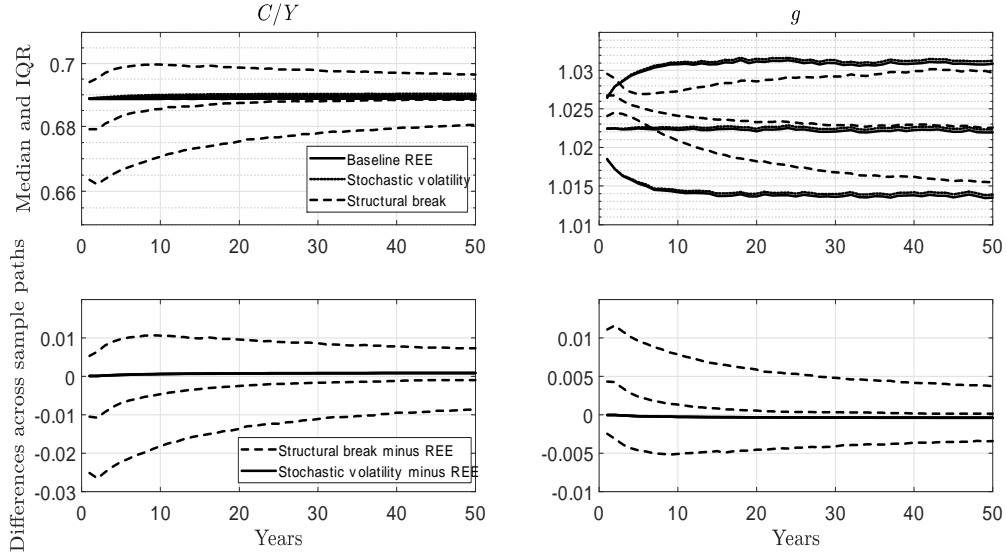 C/Y
g
Median and IQR
0.7
0.68
0.66
Baseline REE
Stochastic volatility
Structural break
0 10 20 30 40 50
1.03
1.025
1.02
1.015
1.01
0 10 20 30 40 50
Differences across sample paths
0.01
0
-0.01
-0.02
-0.03
Structural break minus REE
Stochastic volatility minus REE
0 10 20 30 40 50
Years
0.01
0.005
0
-0.005
-0.01
0 10 20 30 40 50
Years